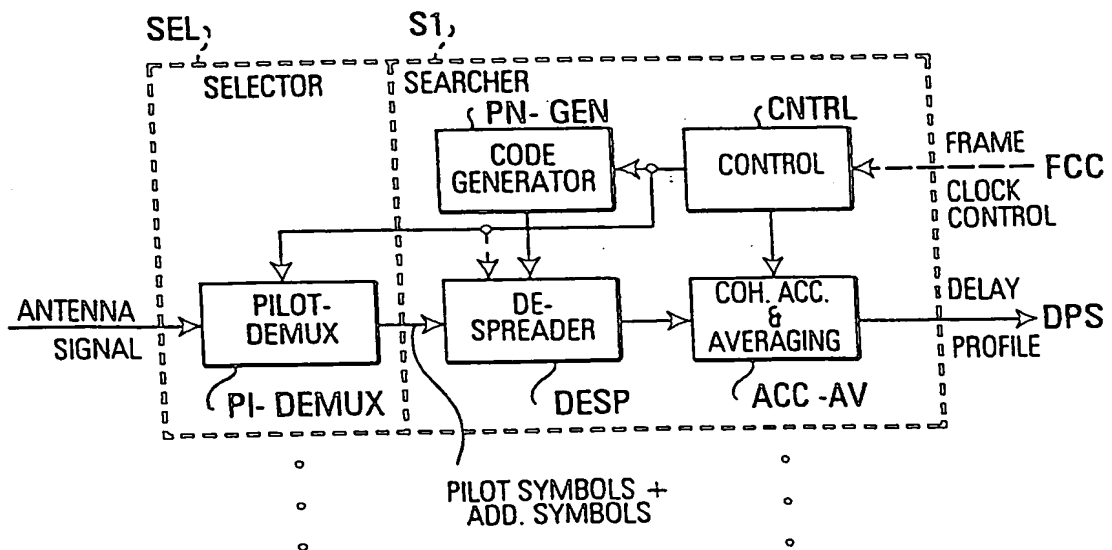 SEL
S1
SELECTOR
SEARCHER
PN- GEN
CNTRL
CODE
GENERATOR
CONTROL
FRAME
FCC
CLOCK
CONTROL
ANTENNA
SIGNAL
PILOT-
DEMUX
DE-
SPREADER
COH. ACC.
&
AVERAGING
DELAY
DPS
PROFILE
PI- DEMUX
DESP
ACC -AV
PILOT SYMBOLS +
ADD. SYMBOLS